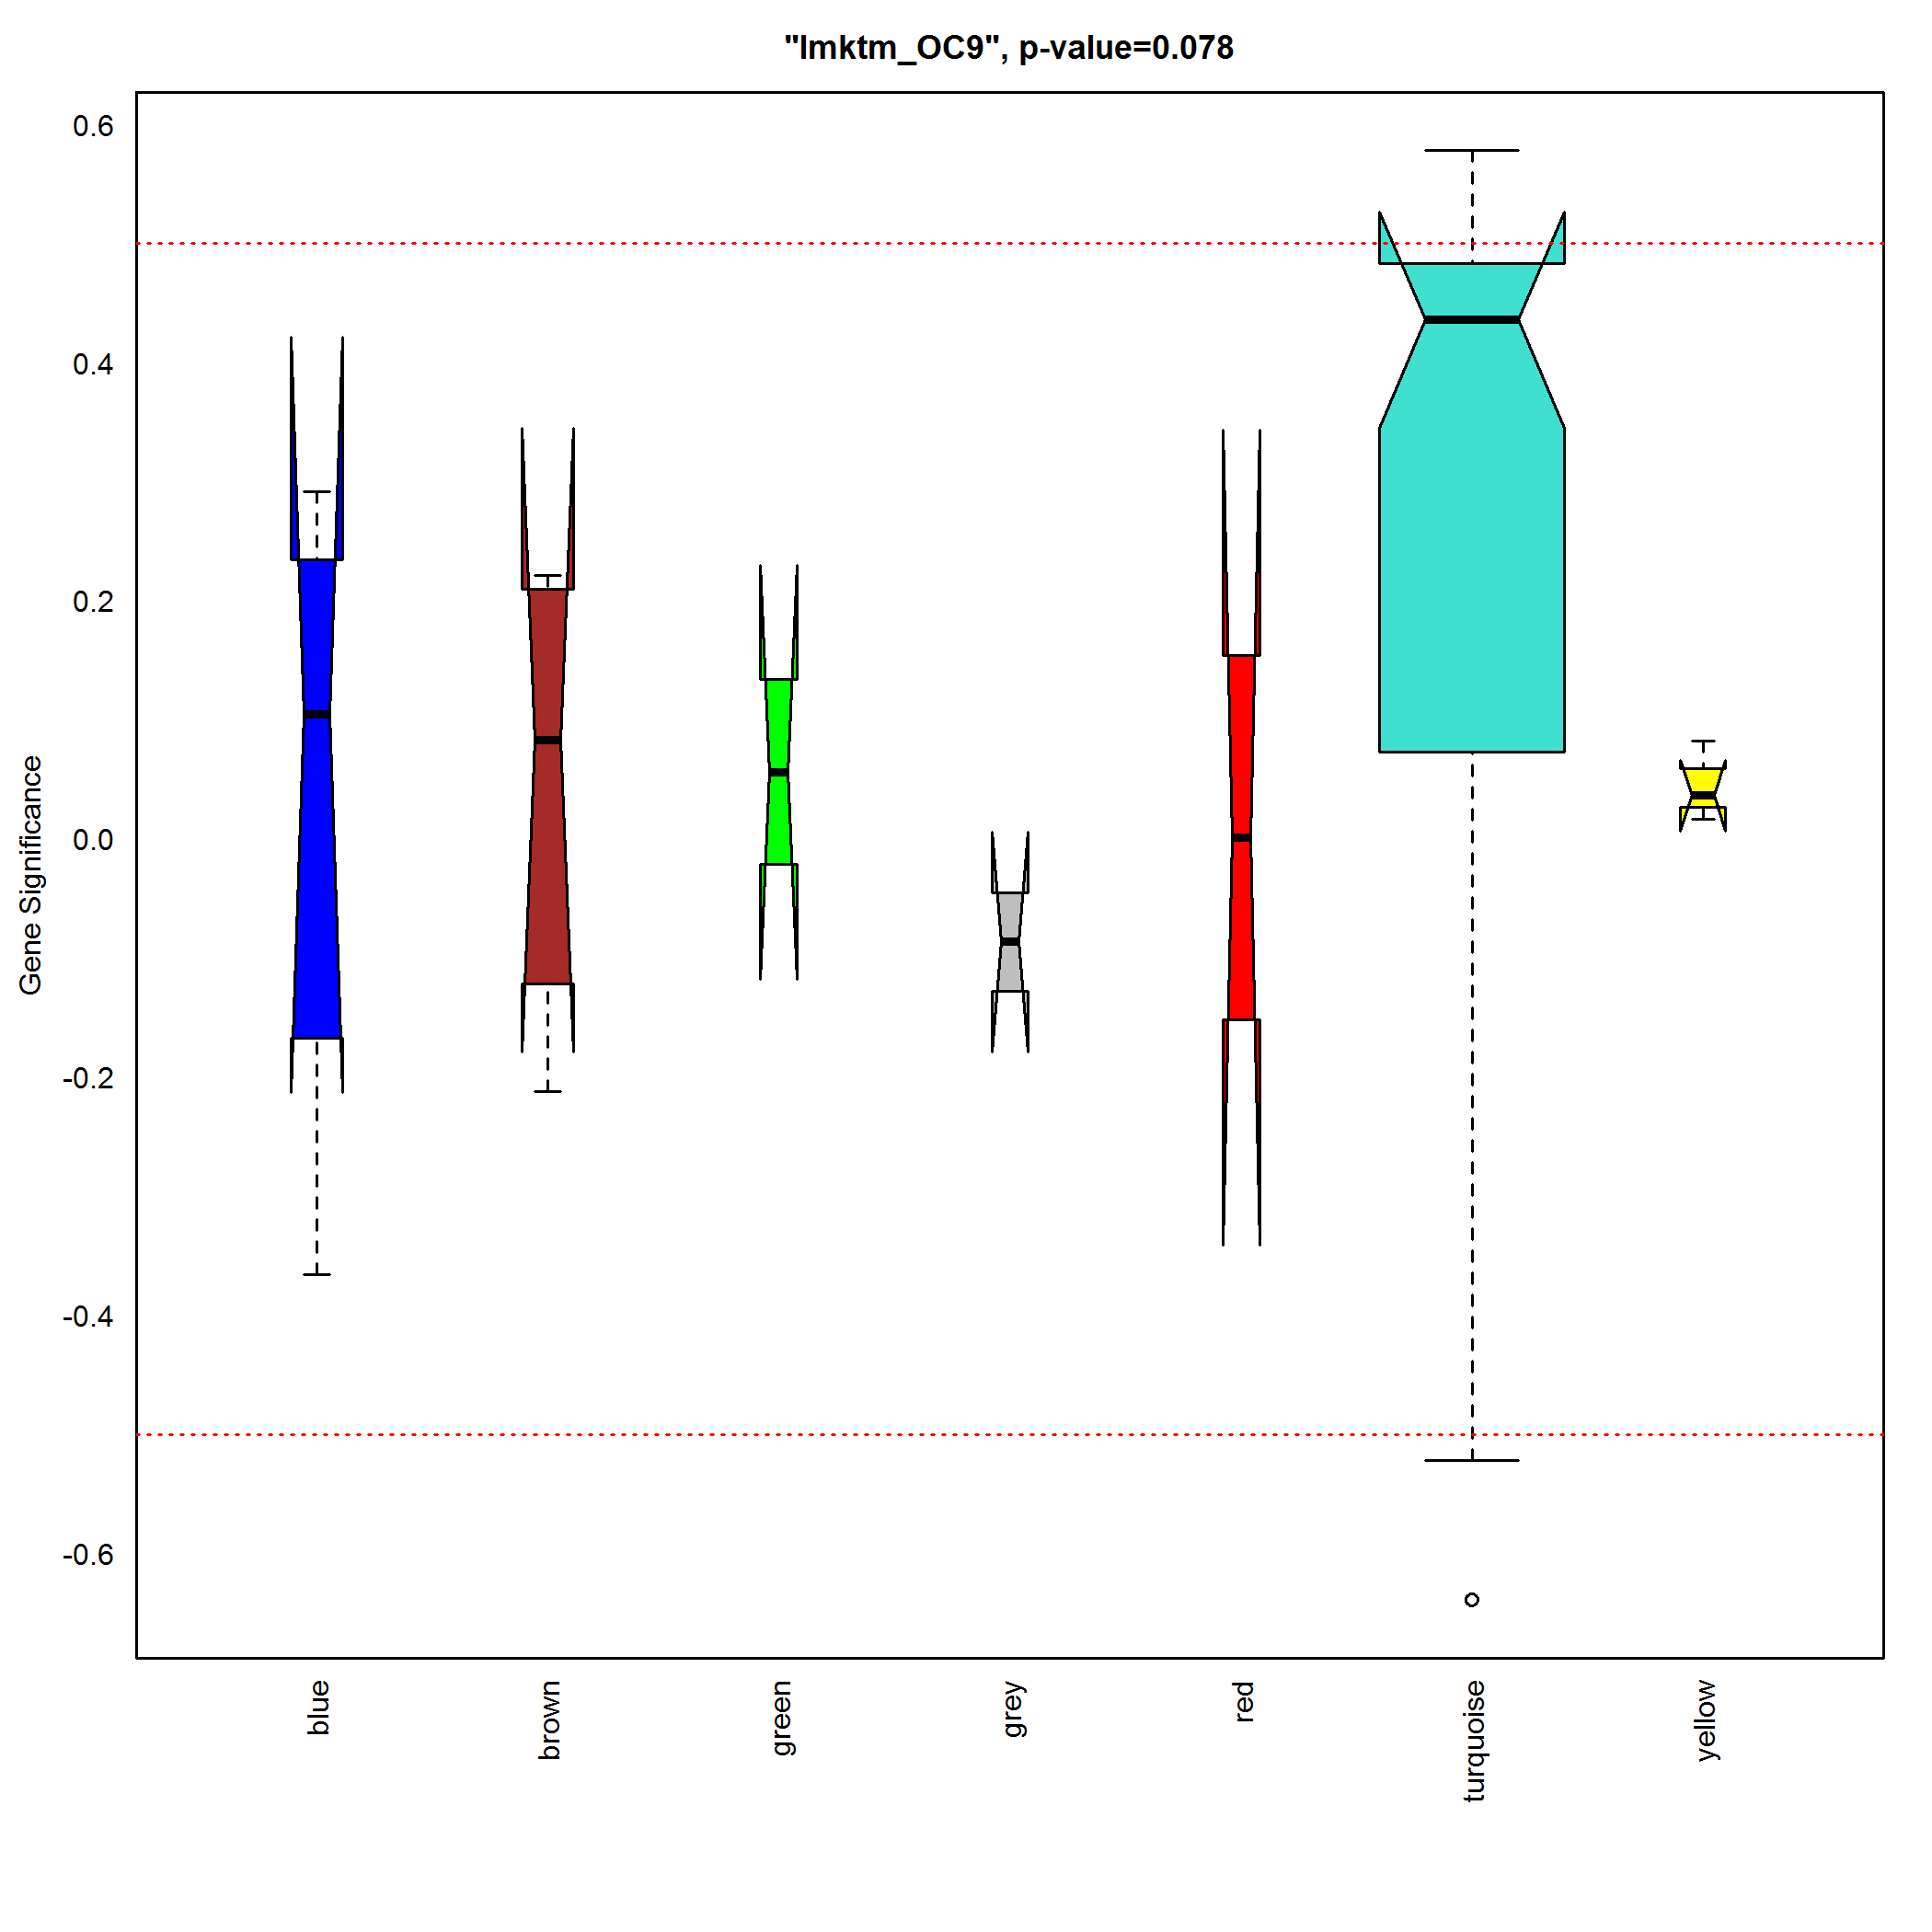 "lmktm_OC9", p-value=0.078
0.6
0.4
0.2
0.0
-0.2
-0.4
-0.6
Gene Significance
blue
brown
green
grey
red
turquoise
yellow